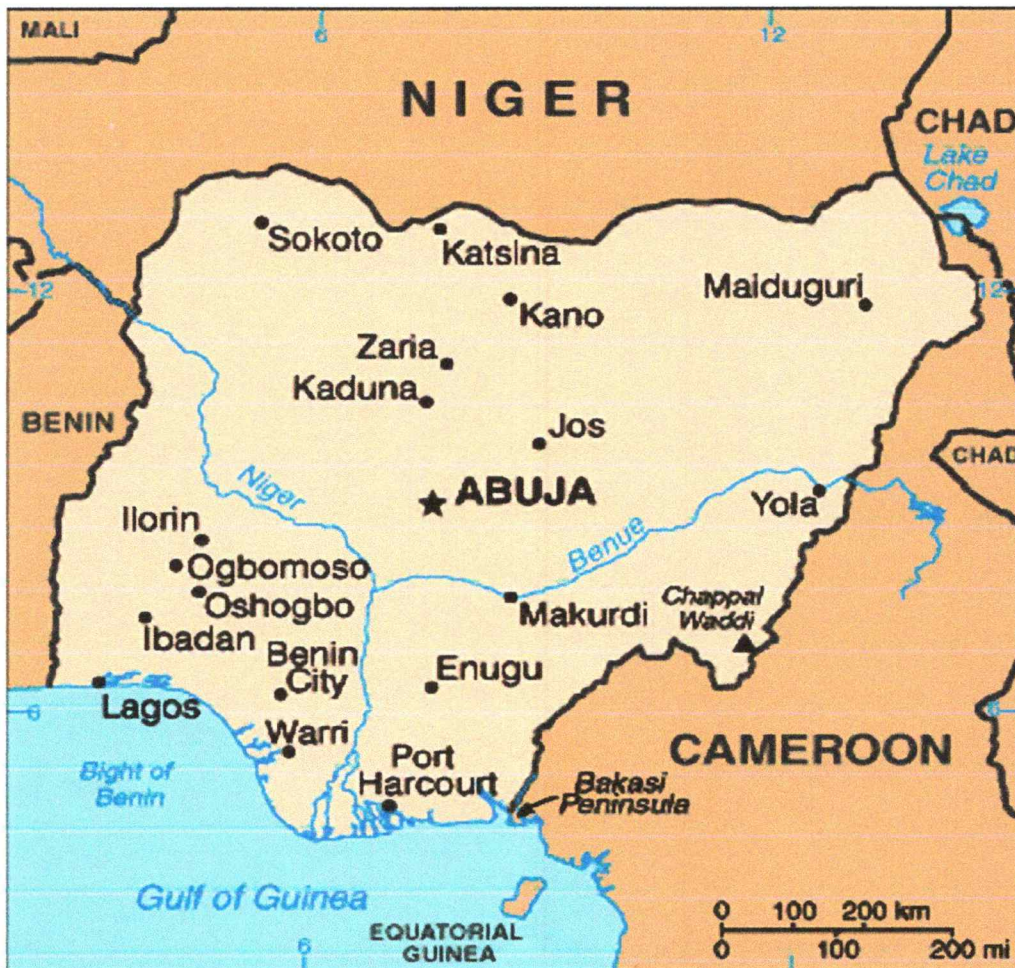 MALI
6
12
NIGER
CHAD
Lake
Chad
Sokoto
Katsina
12
Maiduguri
12
Kano
Zaria
Kaduna
BENIN
Jos
CHAD
Niger
ABUJA
Yola
Ilorin
Benue
Ogbomoso
Oshogbo
Makurdi
Chappal
Waddi
Ibadan
Benin
City
Enugu
Lagos
6
6
Warri
CAMEROON
Port
Harcourt
Bight of
Benin
Bakasi
Peninsula
Gulf of Guinea
EQUATORIAL
GUINEA
6
0 100 200 km
0 100 200 mi